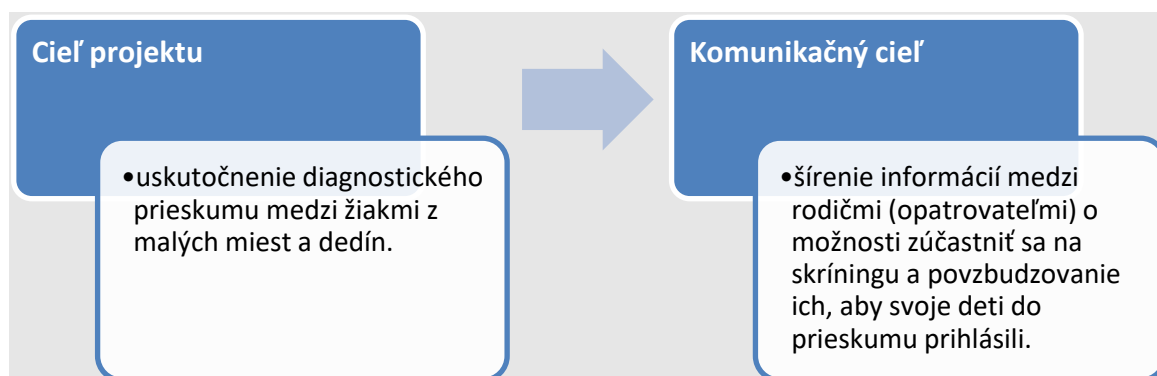 Cieľ projektu
•uskutočnenie diagnostického
prieskumu medzi žiakmi z
malých miest a dedín.
Komunikačný cieľ
•šírenie informácií medzi
rodičmi (opatrovateľmi) o
možnosti zúčastniť sa na
skríningu a povzbudzovanie
ich, aby svoje deti do
prieskumu prihlásili.